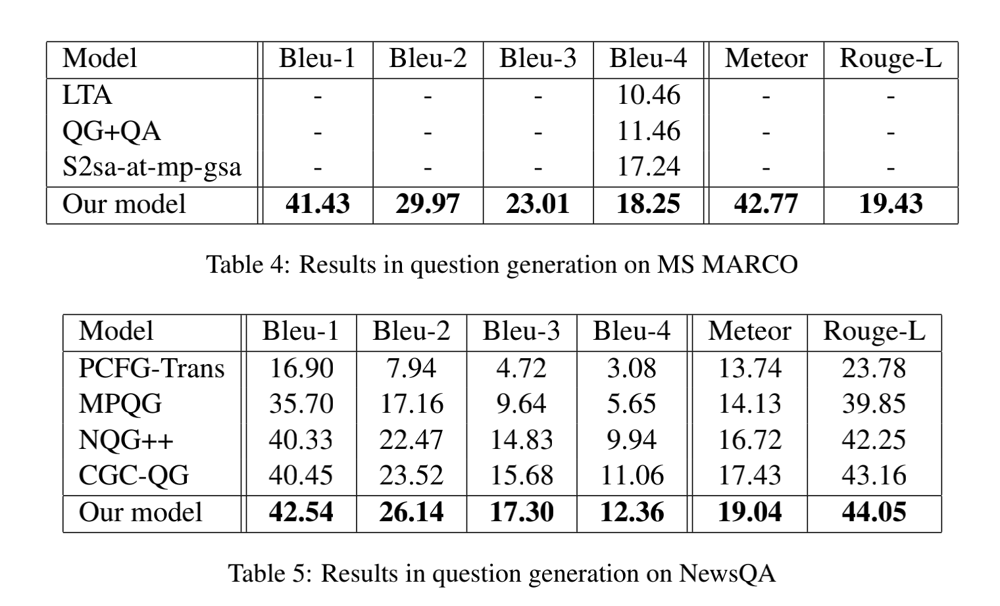 Model Bleu-1 Bleu-2 Bleu-3 Bleu-4 Meteor Rouge-L
LTA - - - 10.46 - -
QG+QA - - - 11.46 - -
S2sa-at-mp-gsa - - - 17.24 - -
Our model 41.43 29.97 23.01 18.25 42.77 19.43
Table 4: Results in question generation on MS MARCO
Model Bleu-1 Bleu-2 Bleu-3 Bleu-4 Meteor Rouge-L
PCFG-Trans 16.90 7.94 4.72 3.08 13.74 23.78
MPQG 35.70 17.16 9.64 5.65 14.13 39.85
NQG++ 40.33 22.47 14.83 9.94 16.72 42.25
CGC-QG 40.45 23.52 15.68 11.06 17.43 43.16
Our model 42.54 26.14 17.30 12.36 19.04 44.05
Table 5: Results in question generation on NewsQA